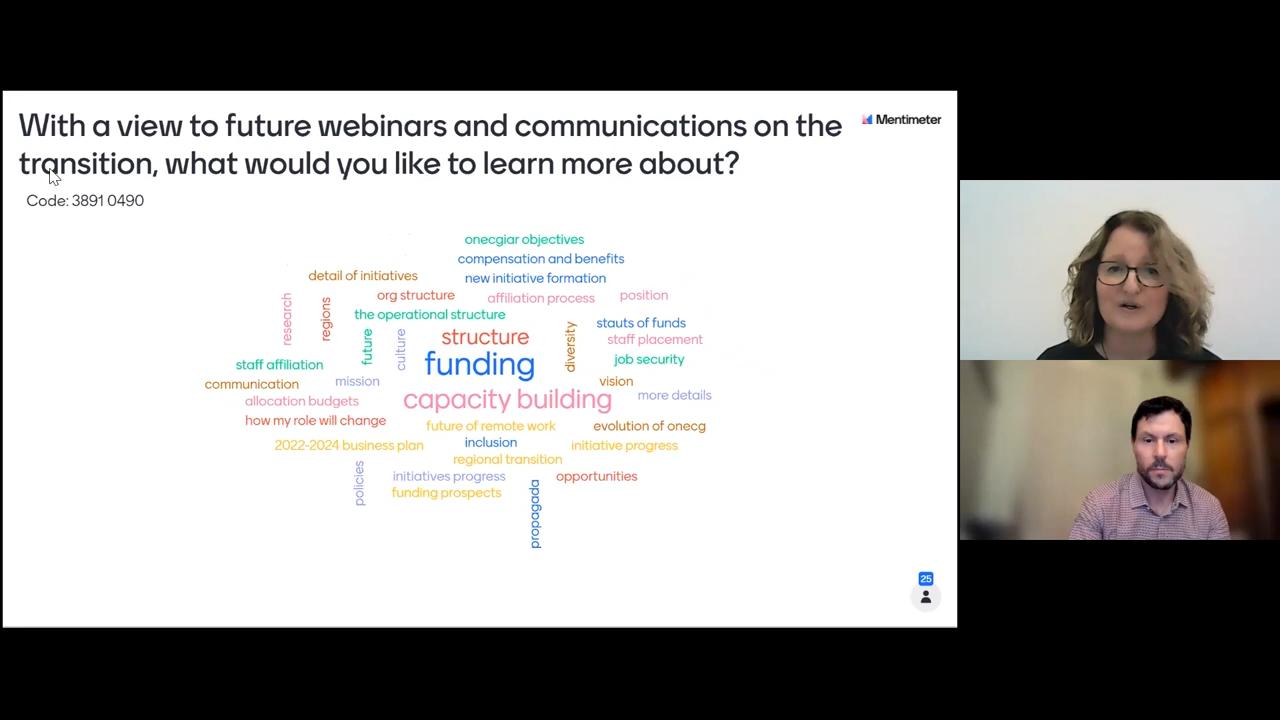 With a view to future webinars and communications on the
transition, what would you like to learn more about?
Mentimeter
Code: 3891 0490
onecgiar objectives
compensation and benefits
detail of initiatives
new initiative formation
org structure
affiliation process
position
research
regions
the operational structure
stauts of funds
future
culture
structure
diversity
staff placement
staff affiliation
funding
job security
communication
mission
vision
allocation budgets
capacity building
more details
how my role will change
future of remote work
evolution of onecg
2022-2024 business plan
inclusion
initiative progress
regional transition
policies
initiatives progress
opportunities
funding prospects
propagada
25